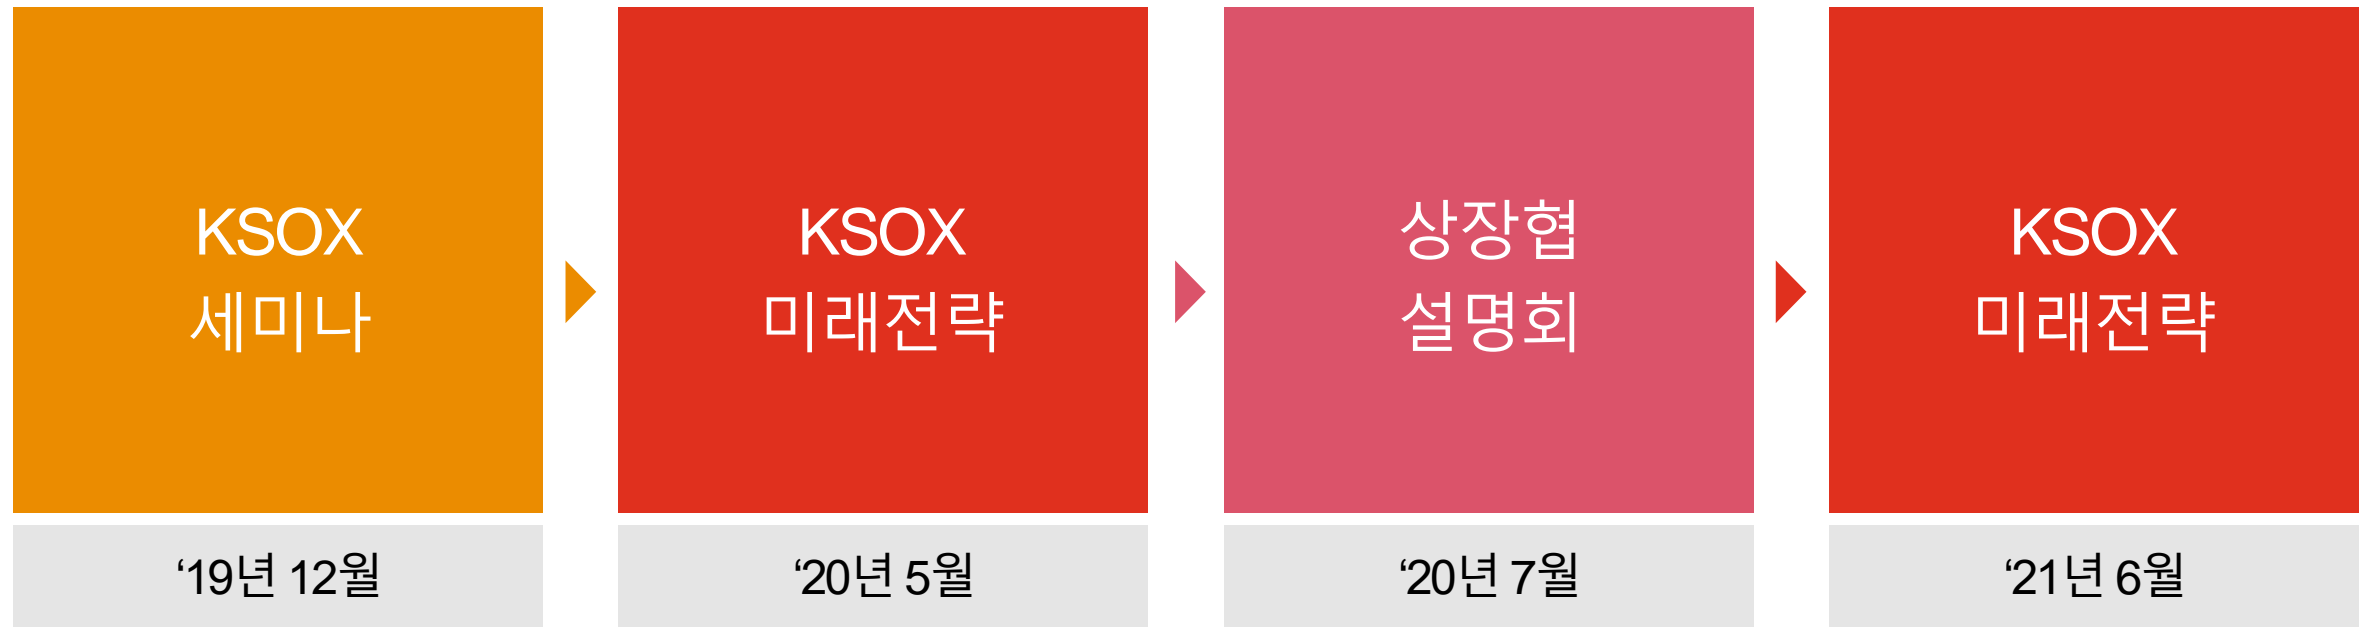 KSOX
세미나
‘19년 12월
KSOX
미래전략
‘20년 5월
상장협
설명회
‘20년 7월
KSOX
미래전략
‘21년 6월